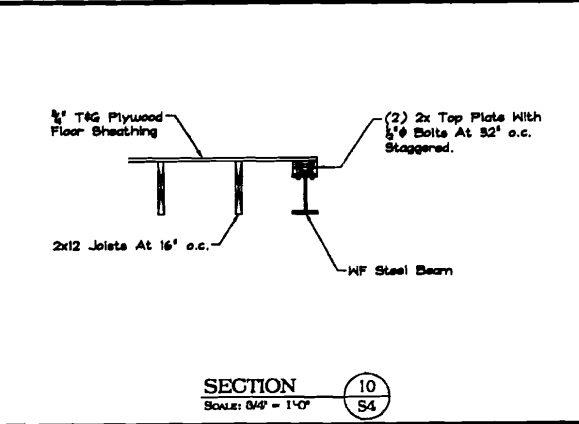 3/4" T&G Plywood
Floor Sheathing
(2) 2x Top Plate With
1/2"ϕ Bolts At 32" o.c.
Staggered.
2x12 Joists At 16" o.c.
WF Steel Beam
SECTION
10
SCALE: 3/4" = 1'-0"
S4